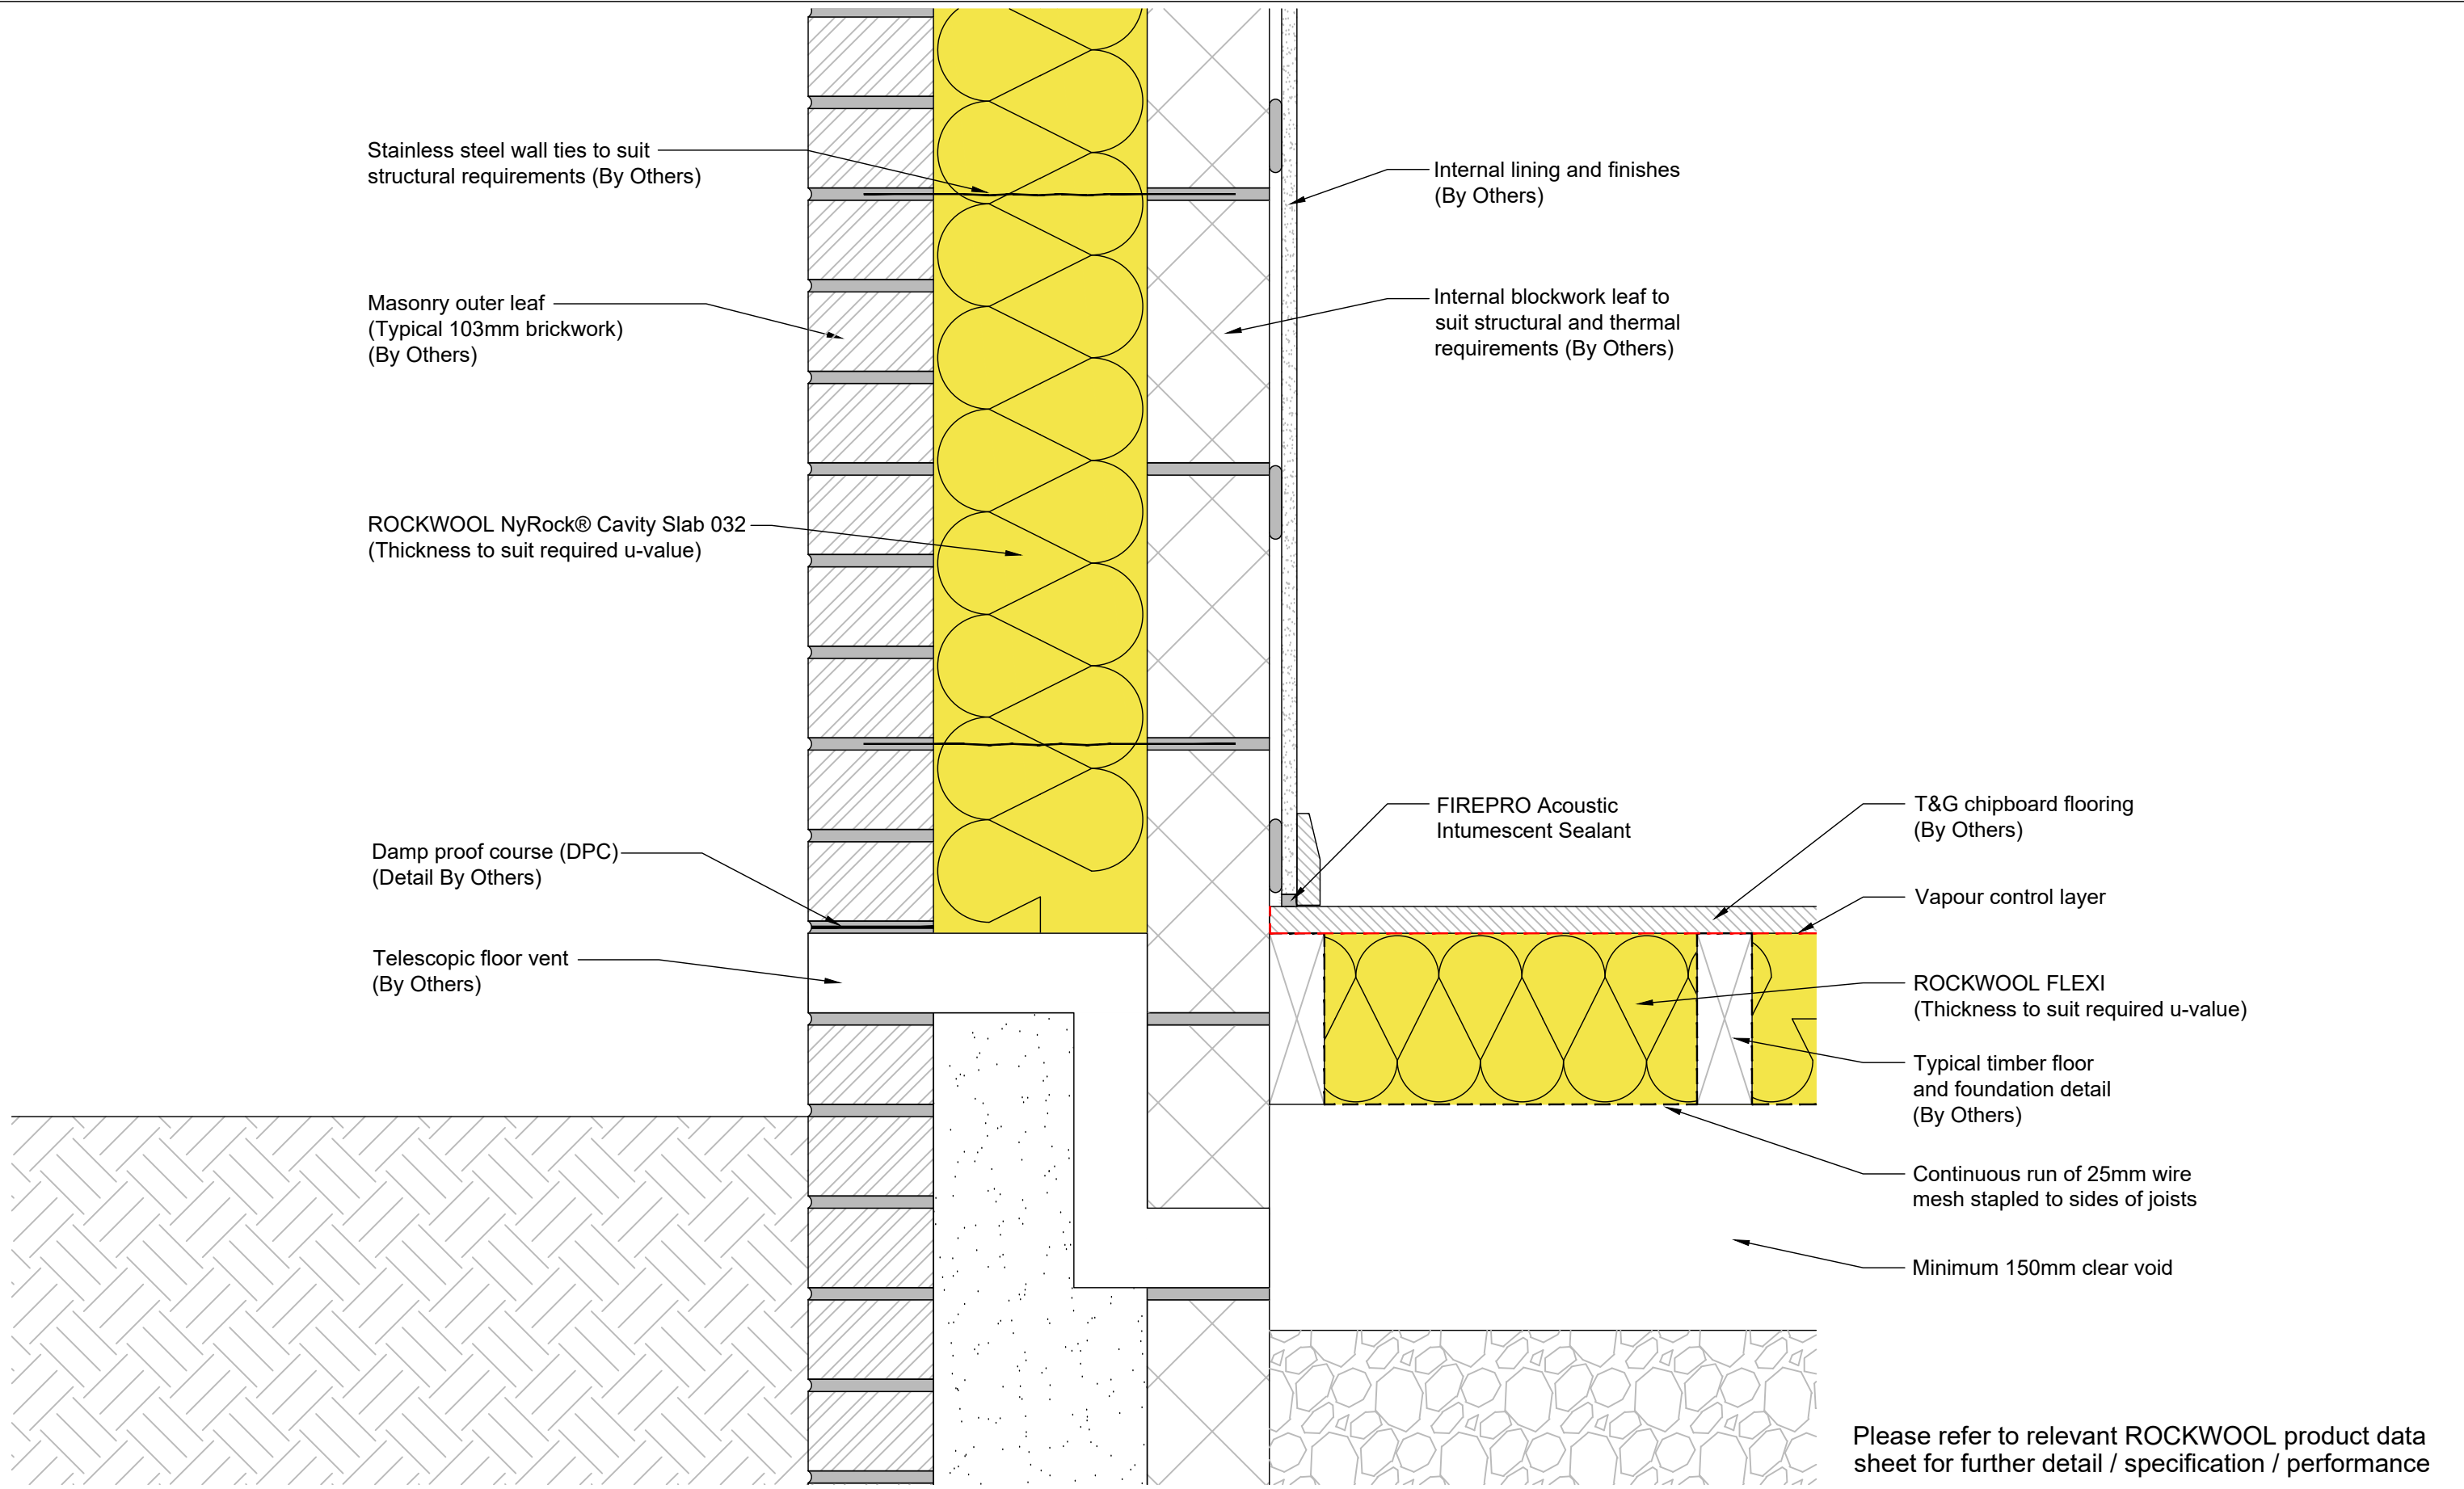 Stainless steel wall ties to suit
structural requirements (By Others)
Masonry outer leaf
(Typical 103mm brickwork)
(By Others)
ROCKWOOL NyRock® Cavity Slab 032
(Thickness to suit required u-value)
Damp proof course (DPC)
(Detail By Others)
Telescopic floor vent
(By Others)
Internal lining and finishes
(By Others)
Internal blockwork leaf to
suit structural and thermal
requirements (By Others)
FIREPRO Acoustic
Intumescent Sealant
T&G chipboard flooring
(By Others)
Vapour control layer
ROCKWOOL FLEXI
(Thickness to suit required u-value)
Typical timber floor
and foundation detail
(By Others)
Continuous run of 25mm wire
mesh stapled to sides of joists
Minimum 150mm clear void
Please refer to relevant ROCKWOOL product data
sheet for further detail / specification / performance